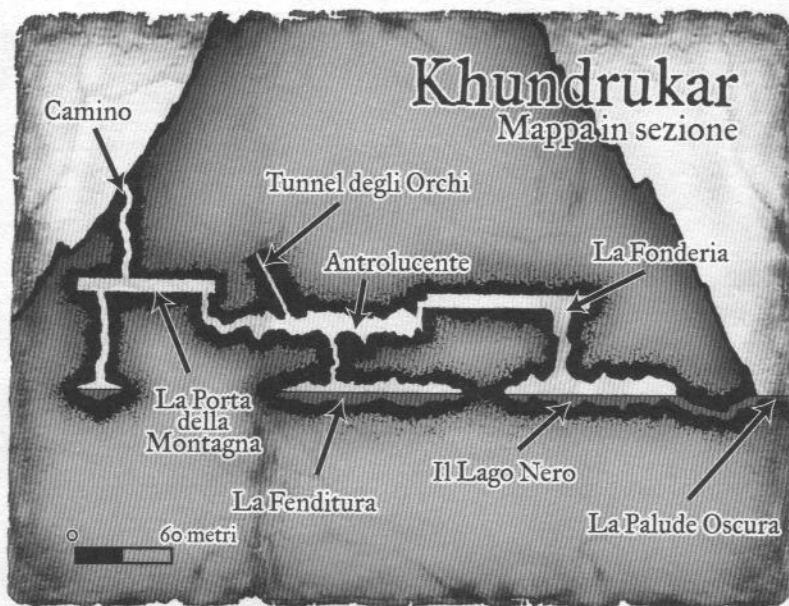 Khundrukar
Mappa in sezione
Camino
Tunnel degli Orchi
La Fonderia
Antrolucente
La Porta
della
Montagna
Il Lago Nero
La Fenditura
La Palude Oscura
0 60 metri